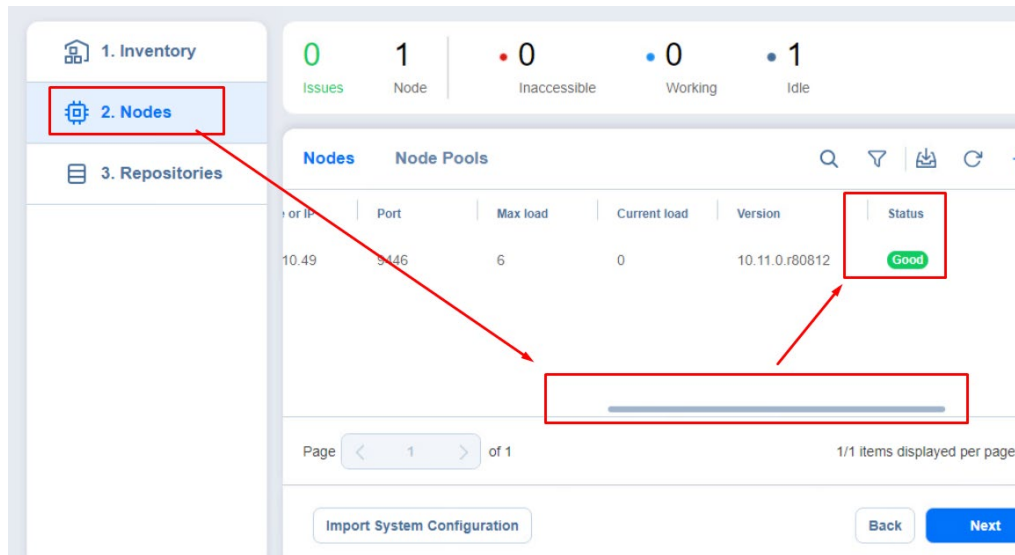 1. Inventory
2. Nodes
3. Repositories
0 1 0 0 1
Issues Node Inaccessible Working Idle
Nodes Node Pools
or IP Port Max load Current load Version Status
10.49 9446 6 0 10.11.0.r80812 Good
Page 1 of 1 1/1 items displayed per page
Import System Configuration Back Next